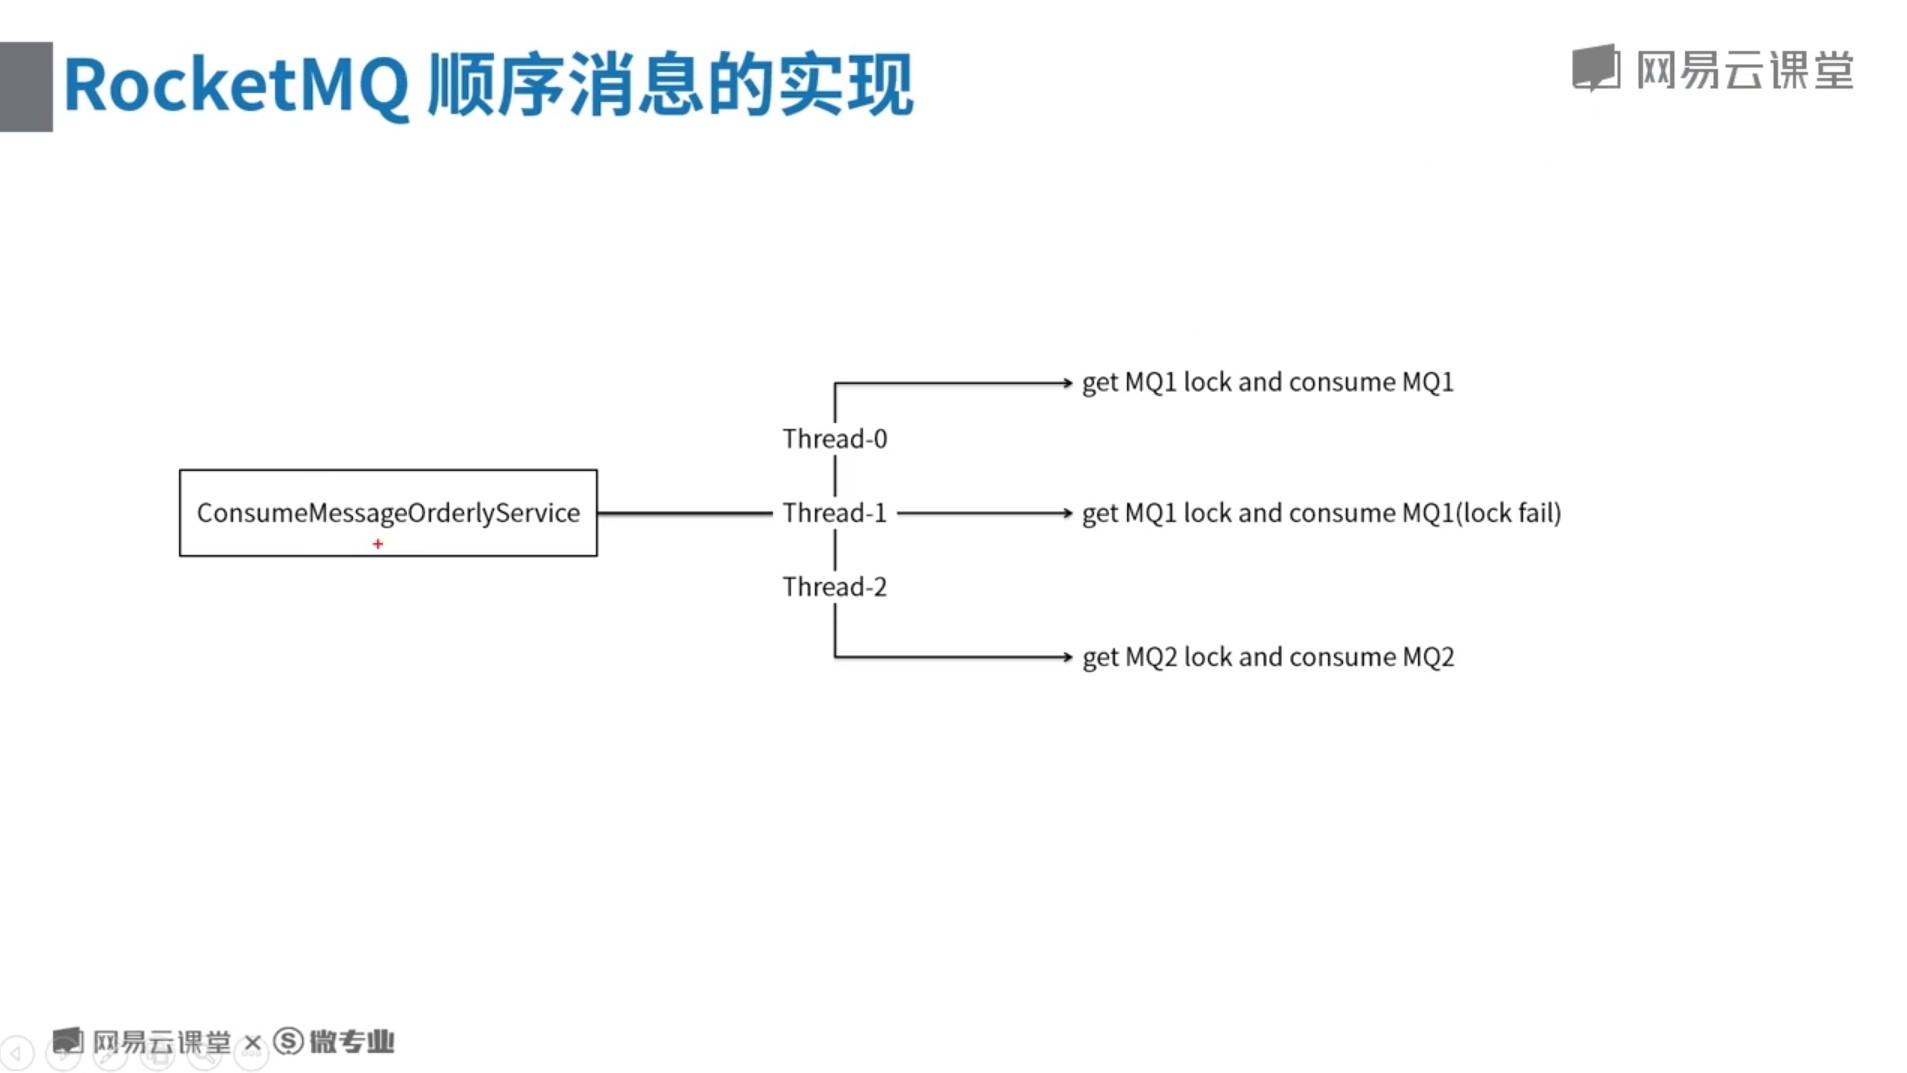 RocketMQ 顺序消息的实现
网易云课堂
get MQ1 lock and consume MQ1
Thread-0
ConsumeMessageOrderlyService
Thread-1
get MQ1 lock and consume MQ1(lock fail)
Thread-2
get MQ2 lock and consume MQ2
网易云课堂 × S 微专业